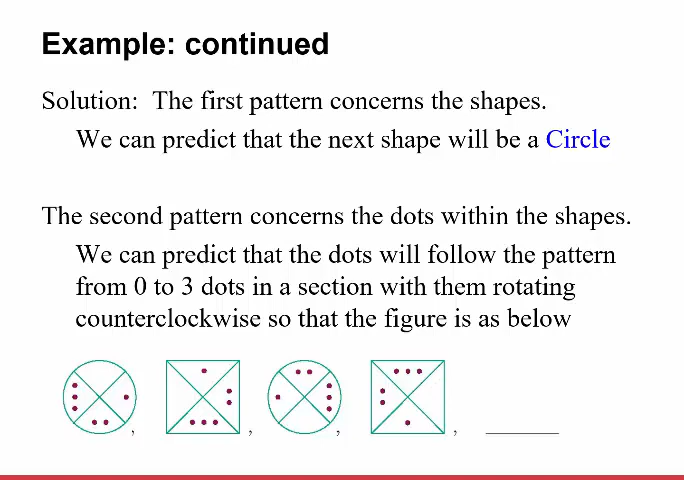 Example: continued
Solution: The first pattern concerns the shapes.
We can predict that the next shape will be a Circle
The second pattern concerns the dots within the shapes.
We can predict that the dots will follow the pattern
from 0 to 3 dots in a section with them rotating
counterclockwise so that the figure is as below
, , , , ______